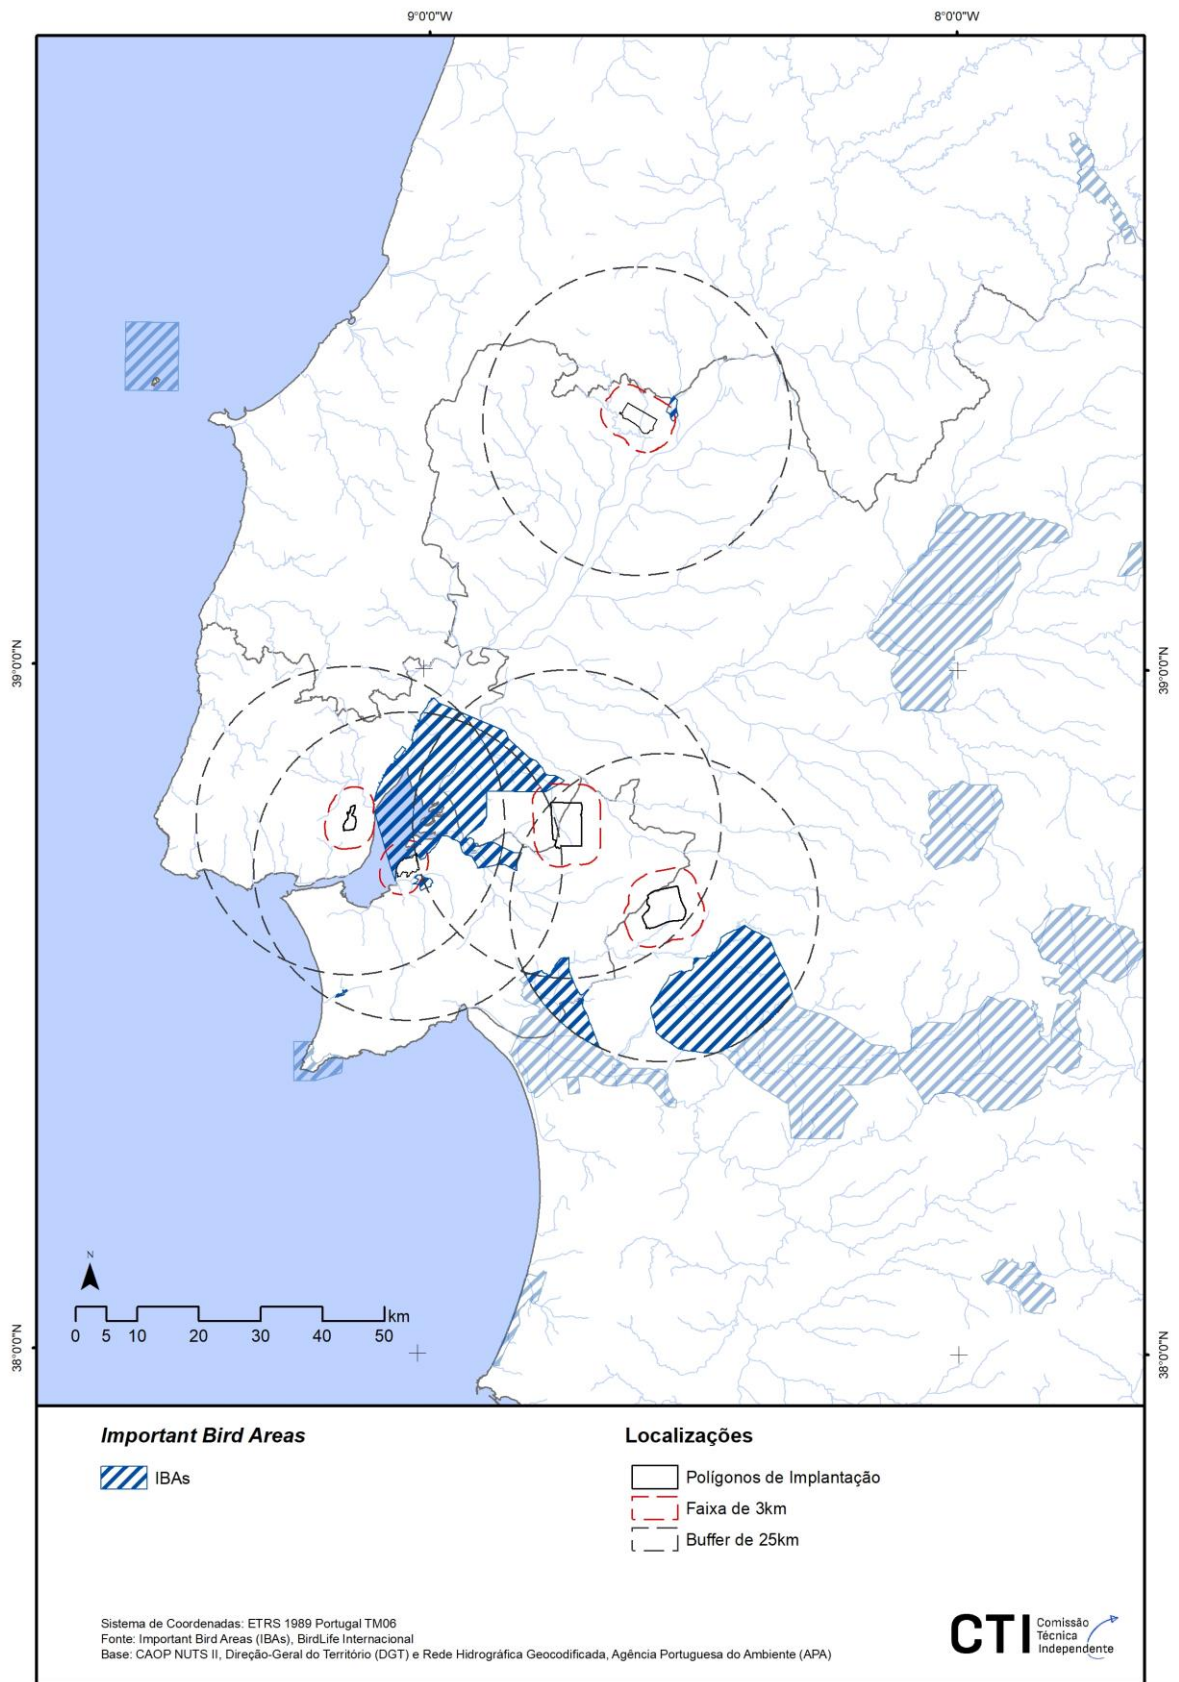 9°0'0"W 8°0'0"W
39°0'0"N 39°0'0"N
N
km
0 5 10 20 30 40 50
38°0'0"N 38°0'0"N
Important Bird Areas
IBAs
Localizações
Polígonos de Implantação
Faixa de 3km
Buffer de 25km
Sistema de Coordenadas: ETRS 1989 Portugal TM06
Fonte: Important Bird Areas (IBAs), BirdLife Internacional
Base: CAOP NUTS II, Direção-Geral do Território (DGT) e Rede Hidrográfica Geocodificada, Agência Portuguesa do Ambiente (APA)
CTI
Comissão
Técnica
Independente